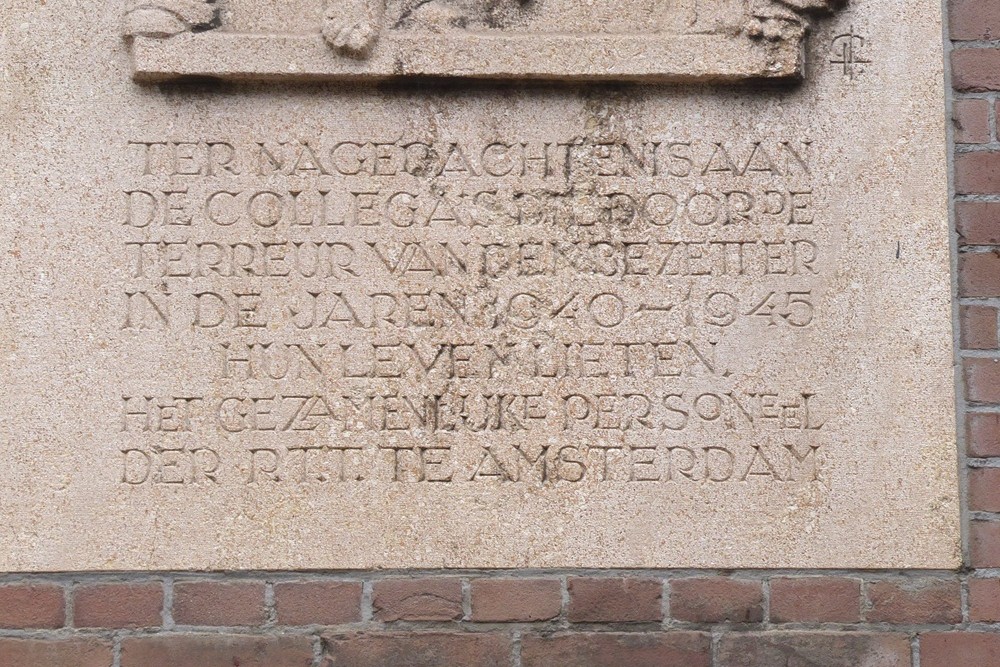 TER NAGEDACHTENIS AAN
DE COLLEGA'S DIE DOOR DE
TERREUR VAN DEN BEZETTER
IN DE JAREN 1940-1945
HUN LEVEN LIETEN.
HET GEZAMENLIJKE PERSONEEL
DER P.T.T. TE AMSTERDAM